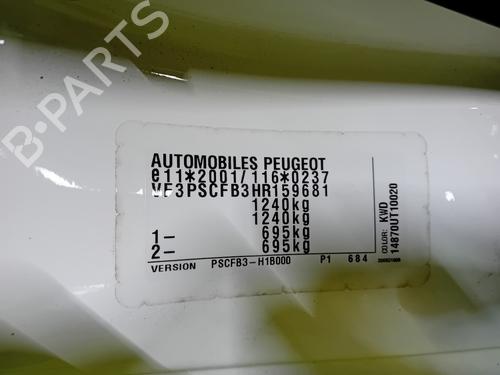 B-PARTS
AUTOMOBILES PEUGEOT
e11*2001/116*0237
VF3PSCFB3HR159681
1240kg
1240kg
1- 695kg
2- 695kg
VERSION PSCFB3-H1B000 P1 684
COLOR: KWD
14870UT10020